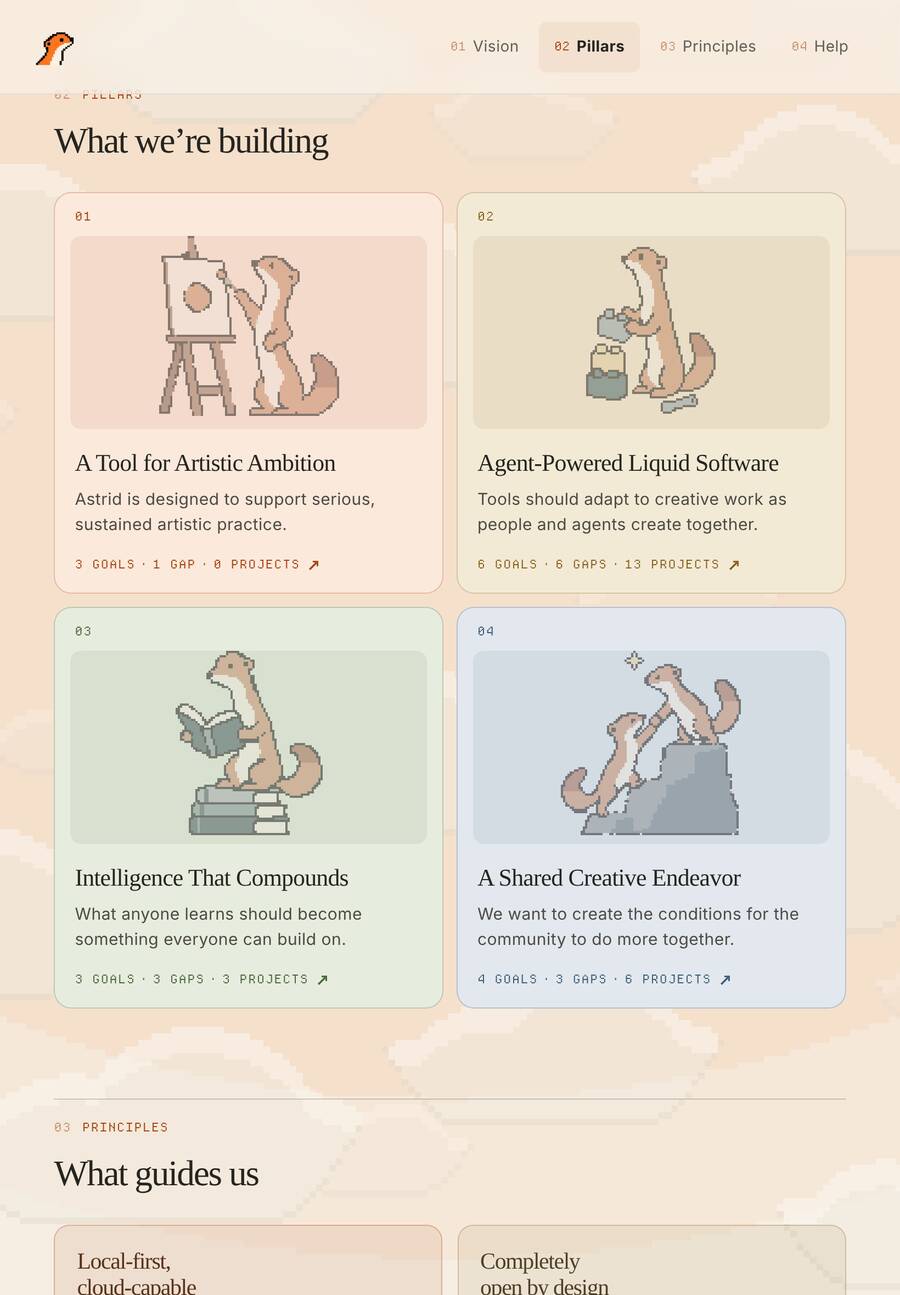 01 Vision
02 Pillars
03 Principles
04 Help
02 PILLARS
What we’re building
01
A Tool for Artistic Ambition
Astrid is designed to support serious,
sustained artistic practice.
3 GOALS · 1 GAP · 0 PROJECTS ↗
02
Agent-Powered Liquid Software
Tools should adapt to creative work as
people and agents create together.
6 GOALS · 6 GAPS · 13 PROJECTS ↗
03
Intelligence That Compounds
What anyone learns should become
something everyone can build on.
3 GOALS · 3 GAPS · 3 PROJECTS ↗
04
A Shared Creative Endeavor
We want to create the conditions for the
community to do more together.
4 GOALS · 3 GAPS · 6 PROJECTS ↗
03 PRINCIPLES
What guides us
Local-first,
cloud-capable
Completely
open by design